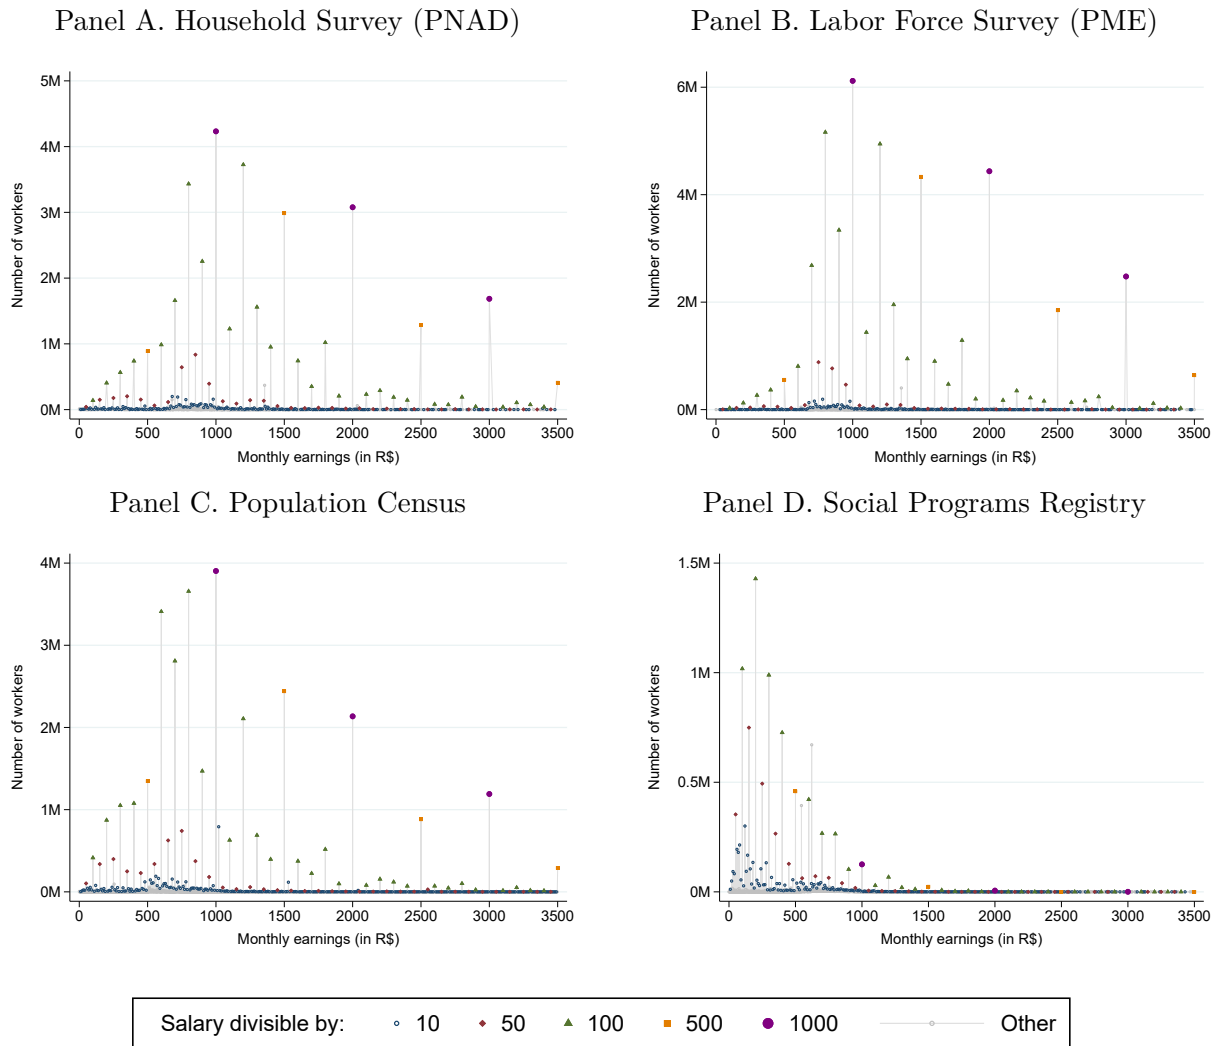 Panel A. Household Survey (PNAD)
5M
4M
3M
2M
1M
0M
Number of workers
0 500 1000 1500 2000 2500 3000 3500
Monthly earnings (in R$)
Panel B. Labor Force Survey (PME)
6M
4M
2M
0M
Number of workers
0 500 1000 1500 2000 2500 3000 3500
Monthly earnings (in R$)
Panel C. Population Census
4M
3M
2M
1M
0M
Number of workers
0 500 1000 1500 2000 2500 3000 3500
Monthly earnings (in R$)
Panel D. Social Programs Registry
1.5M
1M
0.5M
0M
Number of workers
0 500 1000 1500 2000 2500 3000 3500
Monthly earnings (in R$)
Salary divisible by: 10 50 100 500 1000 Other